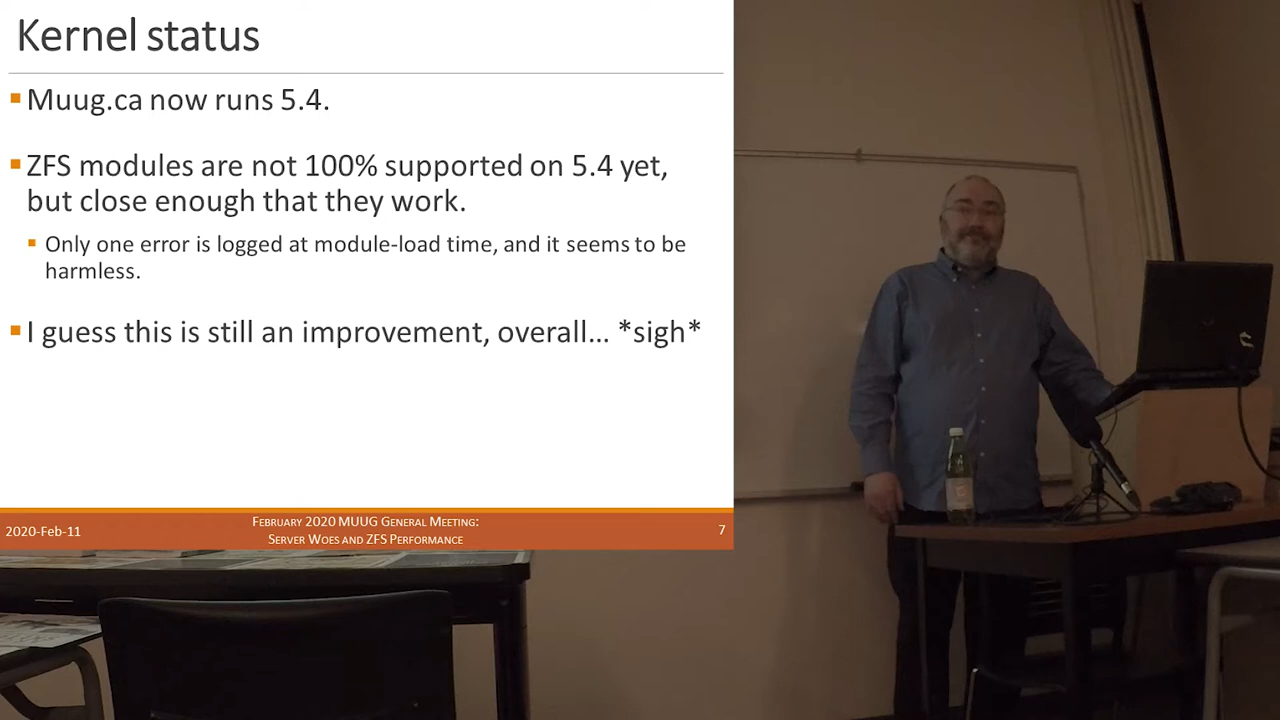 Kernel status
Muug.ca now runs 5.4.
ZFS modules are not 100% supported on 5.4 yet,
but close enough that they work.
Only one error is logged at module-load time, and it seems to be
harmless.
I guess this is still an improvement, overall... *sigh*
2020-Feb-11
February 2020 MUUG General Meeting:
Server Woes and ZFS Performance
7